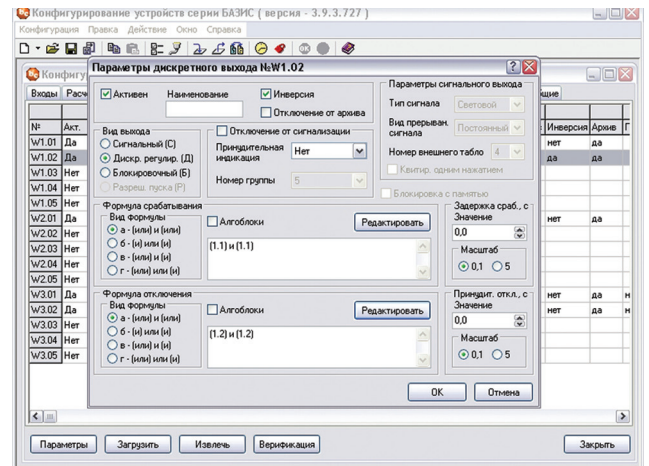 Конфигурирование устройств серии БАЗИС ( версия - 3.9.3.727 )
Конфигурация Правка Действие Окно Справка
Конфигу
Параметры дискретного выхода №W1.02
Входы Расч
№ Акт.
W1.01 Да
W1.02 Да
W1.03 Нет
W1.04 Нет
W1.05 Нет
W2.01 Да
W2.02 Нет
W2.03 Нет
W2.04 Нет
W2.05 Нет
W3.01 Да
W3.02 Да
W3.03 Нет
W3.04 Нет
W3.05 Нет
Активен Наименование Инверсия
Отключение от архива
Вид выхода
Сигнальный (С)
Дискр. регулир. (Д)
Блокировочный (Б)
Разреш. пуска (Р)
Отключение от сигнализации
Принудительная индикация Нет
Номер группы 5
Параметры сигнального выхода
Тип сигнала Световой
Вид прерыван. сигнала Постоянный
Номер внешнего табло 4
Квитир. одним нажатием
Блокировка с памятью
Формула срабатывания
Вид формулы
а - (или) и (или)
б - (и) или (и)
в - (или) и (и)
г - (или) или (и)
Алгоблоки Редактировать
(1.1) и (1.1)
Задержка сраб., с
Значение
0,0
Масштаб
0,1 5
Формула отключения
Вид формулы
а - (или) и (или)
б - (и) или (и)
в - (или) и (и)
г - (или) или (и)
Алгоблоки Редактировать
(1.2) и (1.2)
Принудит. откл., с
Значение
0,0
Масштаб
0,1 5
OK Отмена
щие
Инверсия Архив Г
нет да
да да
нет да
нет да н
нет да н
Параметры Загрузить Извлечь Верификация Закрыть